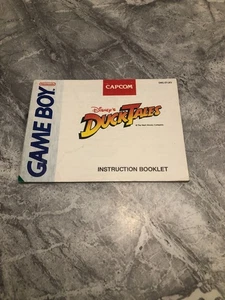 GAME BOY
CAPCOM
Disney's
DUCKTALES
INSTRUCTION BOOKLET